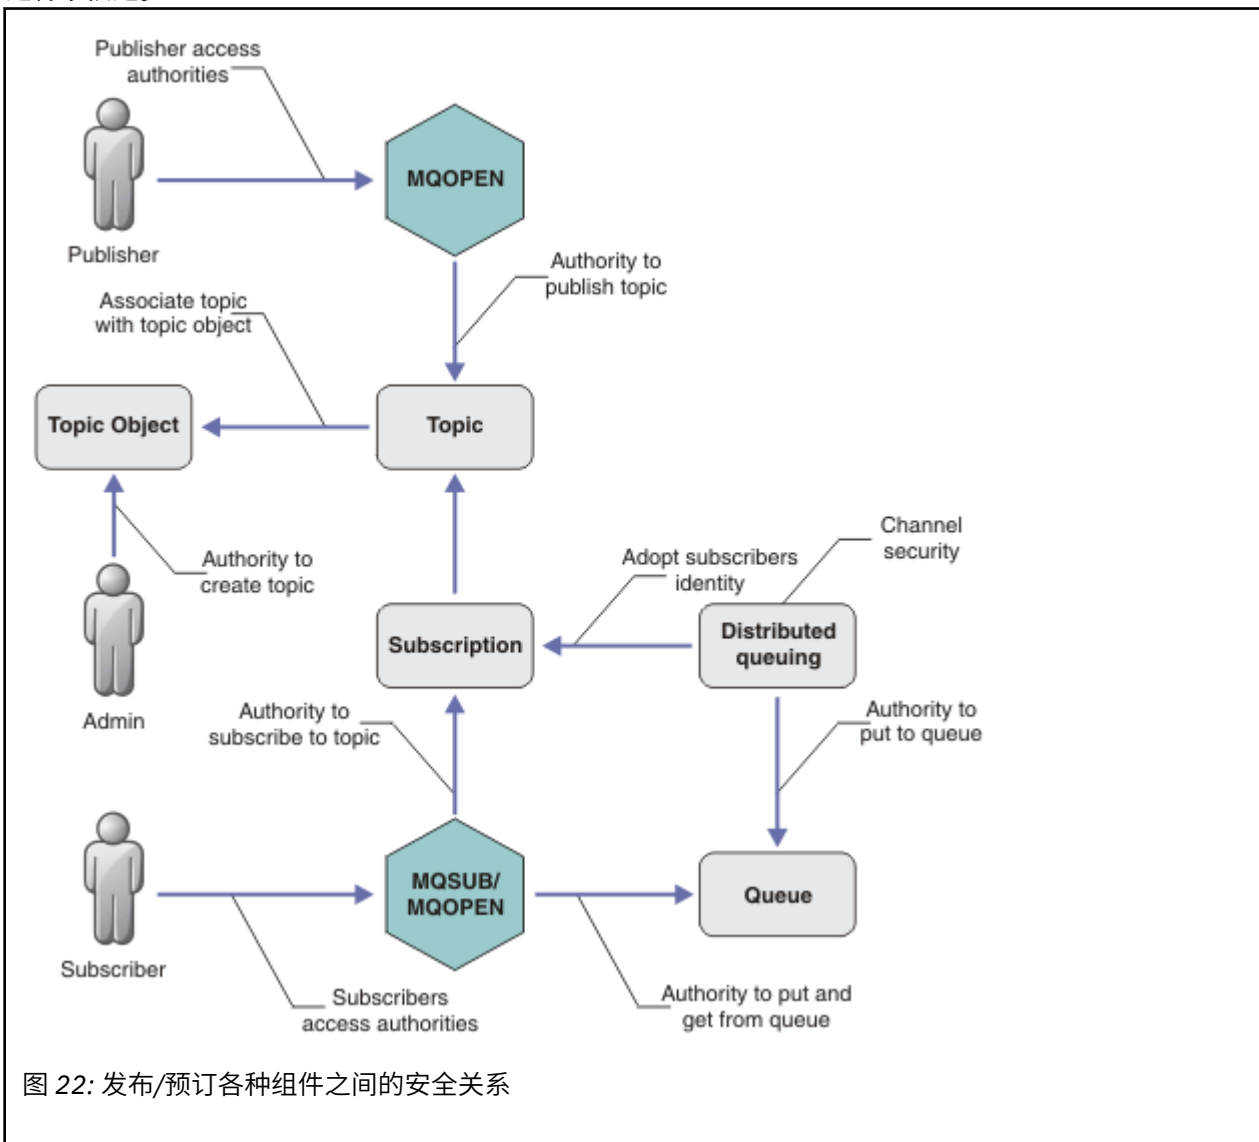 Publisher access
authorities
MQOPEN
Publisher
Authority to
publish topic
Associate topic
with topic object
Topic Object
Topic
Channel
security
Authority to
create topic
Adopt subscribers
identity
Subscription
Distributed
queuing
Admin
Authority to
subscribe to topic
Authority to
put to queue
MQSUB/
MQOPEN
Queue
Subscriber
Subscribers
access authorities
Authority to put and
get from queue
图 22: 发布/预订各种组件之间的安全关系